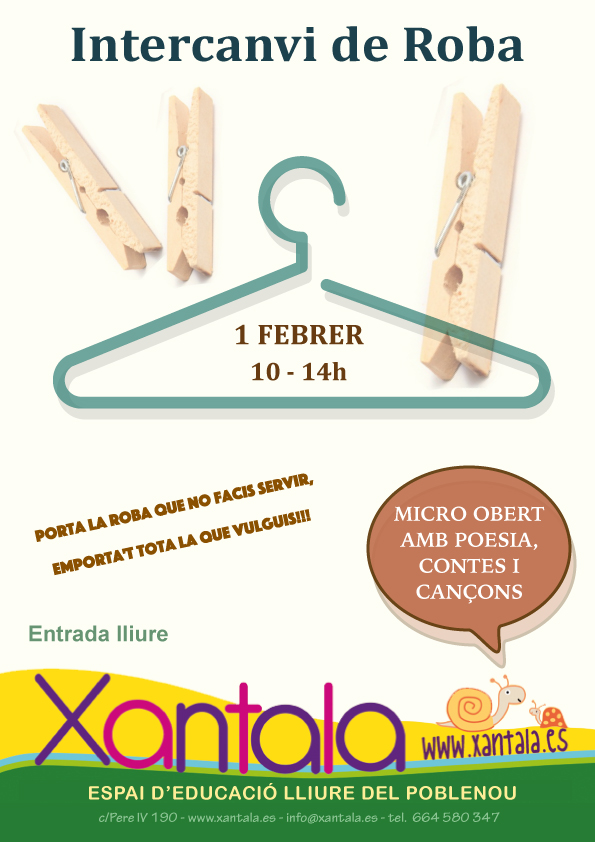 Intercanvi de Roba
1 FEBRER
10 - 14h
PORTA LA ROBA QUE NO FACIS SERVIR,
EMPORTA'T TOTA LA QUE VULGUIS!!!
MICRO OBERT
AMB POESIA,
CONTES I
CANÇONS
Entrada lliure
Xantala
www.xantala.es
ESPAI D'EDUCACIÓ LLIURE DEL POBLENOU
c/Pere IV 190 - www.xantala.es - info@xantala.es - tel. 664 580 347